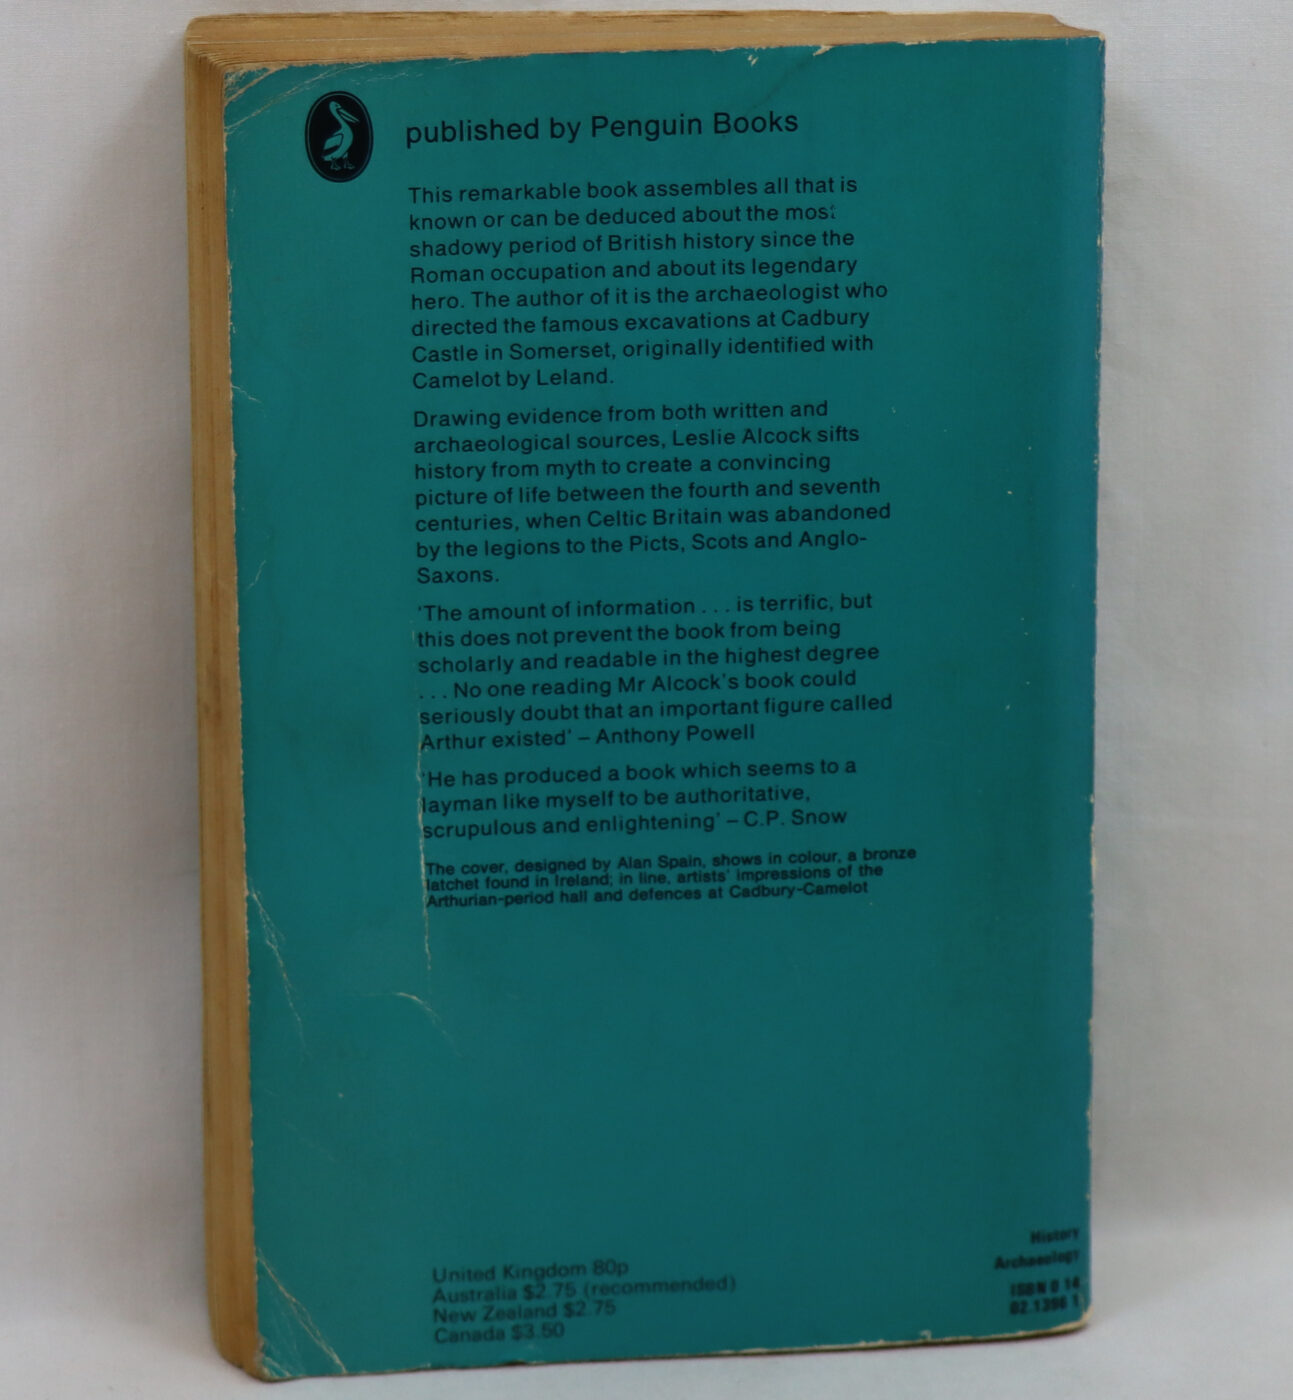 published by Penguin Books
This remarkable book assembles all that is
known or can be deduced about the most
shadowy period of British history since the
Roman occupation and about its legendary
hero. The author of it is the archaeologist who
directed the famous excavations at Cadbury
Castle in Somerset, originally identified with
Camelot by Leland.
Drawing evidence from both written and
archaeological sources, Leslie Alcock sifts
history from myth to create a convincing
picture of life between the fourth and seventh
centuries, when Celtic Britain was abandoned
by the legions to the Picts, Scots and Anglo-
Saxons.
'The amount of information . . . is terrific, but
this does not prevent the book from being
scholarly and readable in the highest degree
. . . No one reading Mr Alcock's book could
seriously doubt that an important figure called
Arthur existed' – Anthony Powell
'He has produced a book which seems to a
layman like myself to be authoritative,
scrupulous and enlightening' – C.P. Snow
The cover, designed by Alan Spain, shows in colour, a bronze
latchet found in Ireland; in line, artists' impressions of the
Arthurian-period hall and defences at Cadbury-Camelot
United Kingdom 80p
Australia $2.75 (recommended)
New Zealand $2.75
Canada $3.50
History
Archaeology
ISBN 0 14
02.1396 1